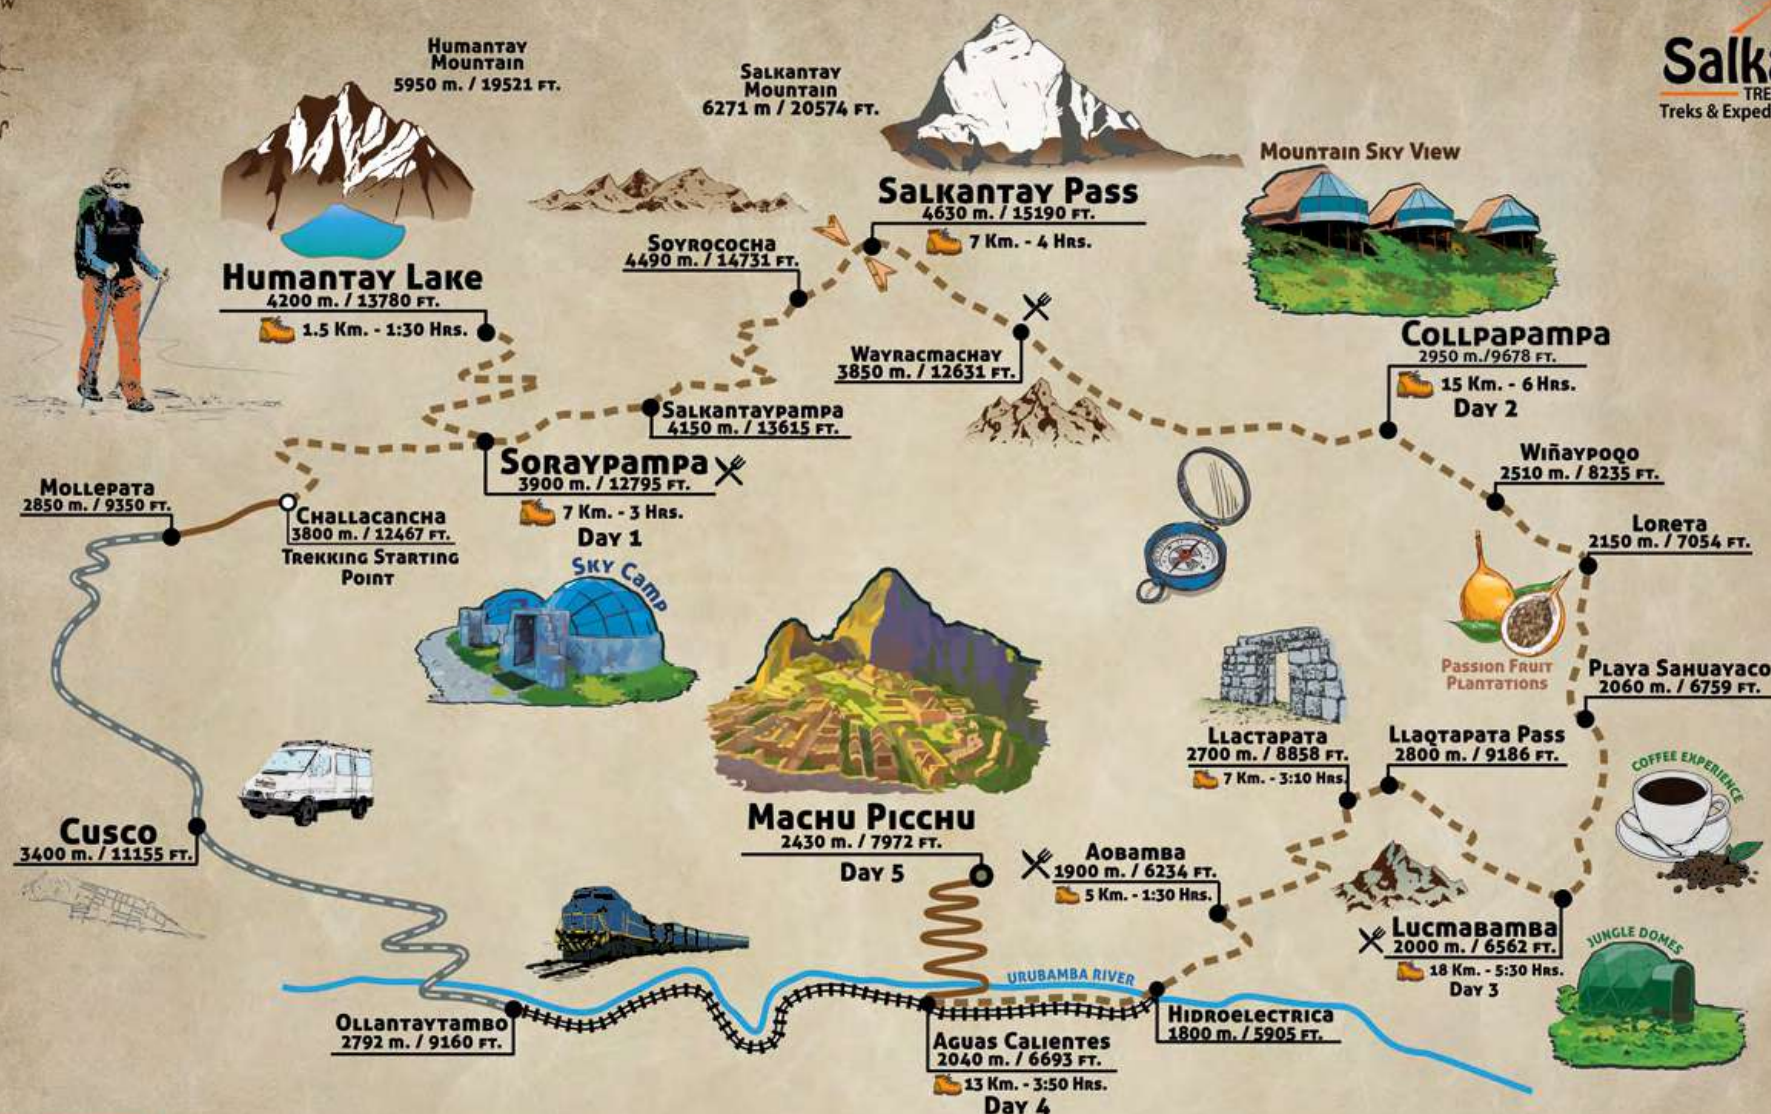 Humantay
Mountain
5950 m. / 19521 ft.
Salkantay
Mountain
6271 m / 20574 ft.
Treks & Exped
Mountain Sky View
Salkantay Pass
4630 m. / 15190 ft.
7 Km. - 4 Hrs.
Soyrococha
4490 m. / 14731 ft.
Humantay Lake
4200 m. / 13780 ft.
1.5 Km. - 1:30 Hrs.
Wayracmachay
3850 m. / 12631 ft.
Collpapampa
2950 m./9678 ft.
15 Km. - 6 Hrs.
Day 2
Salkantaypampa
4150 m. / 13615 ft.
Soraypampa
3900 m. / 12795 ft.
7 Km. - 3 Hrs.
Day 1
Sky Camp
Wiñaypoqo
2510 m. / 8235 ft.
Mollepata
2850 m. / 9350 ft.
Challacancha
3800 m. / 12467 ft.
Trekking Starting
Point
Loreta
2150 m. / 7054 ft.
Passion Fruit
Plantations
Playa Sahuayaco
2060 m. / 6759 ft.
Llactapata
2700 m. / 8858 ft.
7 Km. - 3:10 Hrs.
Llaqtapata Pass
2800 m. / 9186 ft.
COFFEE EXPERIENCE
Cusco
3400 m. / 11155 ft.
Machu Picchu
2430 m. / 7972 ft.
Day 5
Aobamba
1900 m. / 6234 ft.
5 Km. - 1:30 Hrs.
Lucmabamba
2000 m. / 6562 ft.
18 Km. - 5:30 Hrs.
Day 3
JUNGLE DOMES
URUBAMBA RIVER
Ollantaytambo
2792 m. / 9160 ft.
Aguas Calientes
2040 m. / 6693 ft.
13 Km. - 3:50 Hrs.
Day 4
Hidroelectrica
1800 m. / 5905 ft.